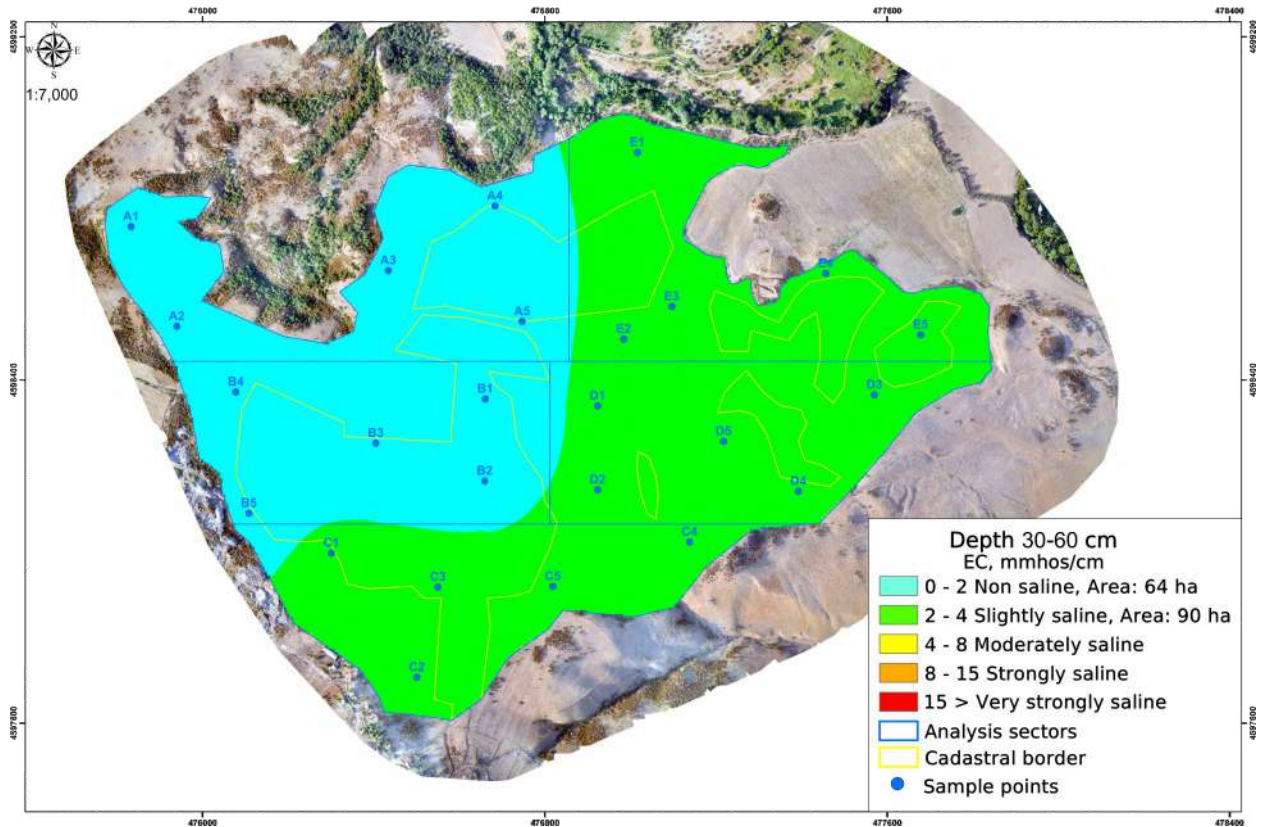 476000 476800 477600 478400
4599200 4599200
N
W E
S
1:7,000
E1
A4
A1
A3
E3
A2 A5
E2 E5
4598400 4598400
B4 B1 D1 D3
B3 D5
B2 D2 D4
B5
C1 C4
C3 C5
C2
Depth 30-60 cm
EC, mmhos/cm
0 - 2 Non saline, Area: 64 ha
2 - 4 Slightly saline, Area: 90 ha
4 - 8 Moderately saline
8 - 15 Strongly saline
15 > Very strongly saline
Analysis sectors
Cadastral border
Sample points
4597600 4597600
476000 476800 477600 478400